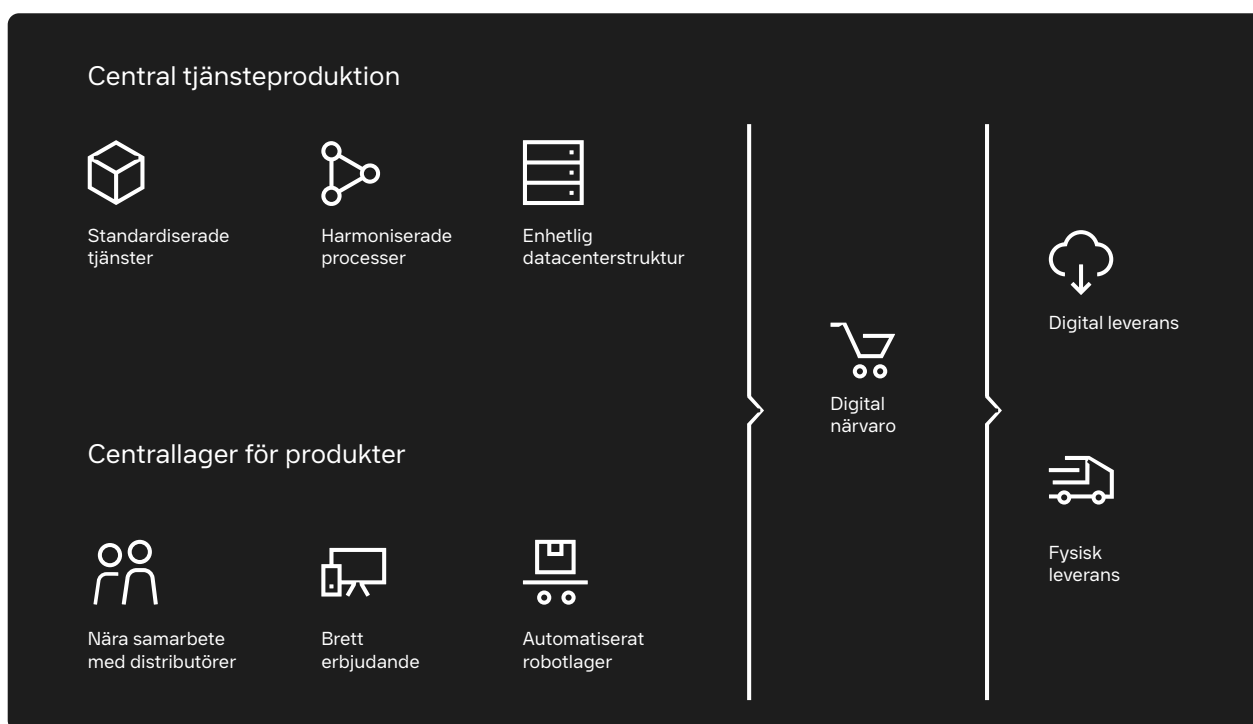 Central tjänsteproduktion
Standardiserade
tjänster
Harmoniserade
processer
Enhetlig
datacenterstruktur
Centrallager för produkter
Nära samarbete
med distributörer
Brett
erbjudande
Automatiserat
robotlager
Digital
närvaro
Digital leverans
Fysisk
leverans